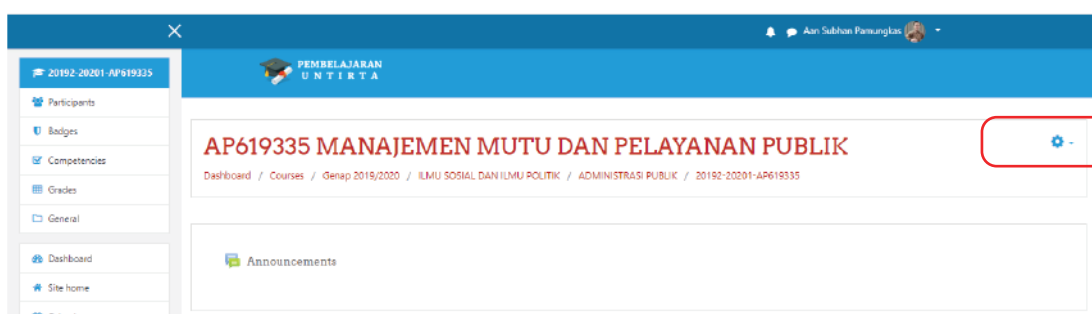 Aan Subhan Pamungkas
PEMBELAJARAN
UNTIRTA
20192-20201-AP619335
Participants
Badges
Competencies
Grades
General
Dashboard
Site home
AP619335 MANAJEMEN MUTU DAN PELAYANAN PUBLIK
Dashboard / Courses / Genap 2019/2020 / ILMU SOSIAL DAN ILMU POLITIK / ADMINISTRASI PUBLIK / 20192-20201-AP619335
Announcements